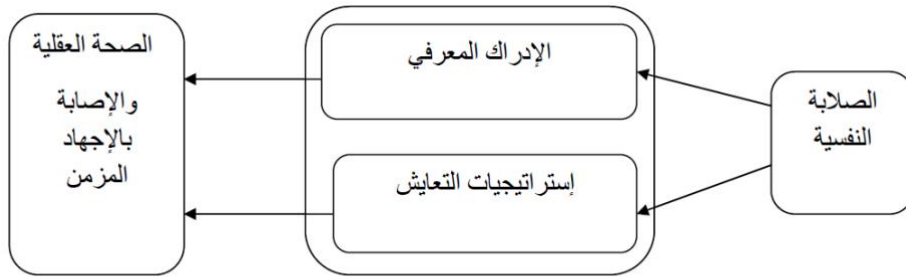 الصلابة
النفسية
الإدراك المعرفي
إستراتيجيات التعايش
الصحة العقلية
والإصابة
بالإجهاد
المزمن